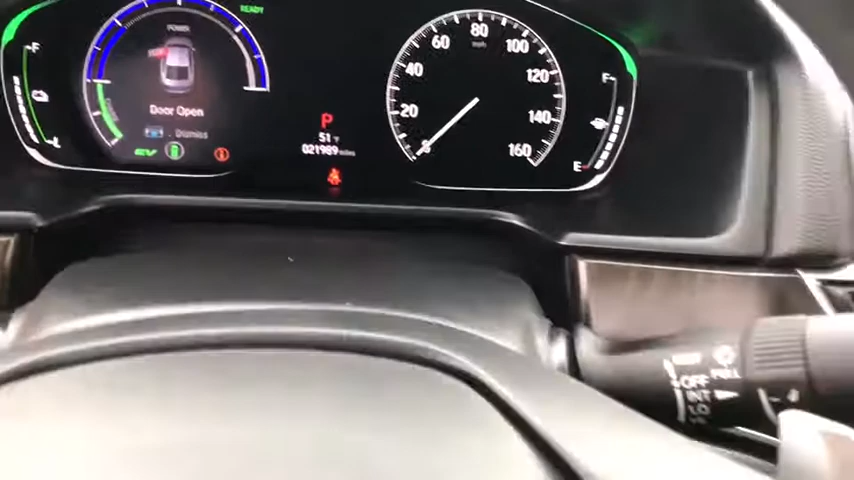 READY
POWER
F
L
Door Open
Dismiss
EV
P
51°F
021989 miles
0
20
40
60
80
100
120
140
160
mph
F
E
PULL
OFF
INT
LO